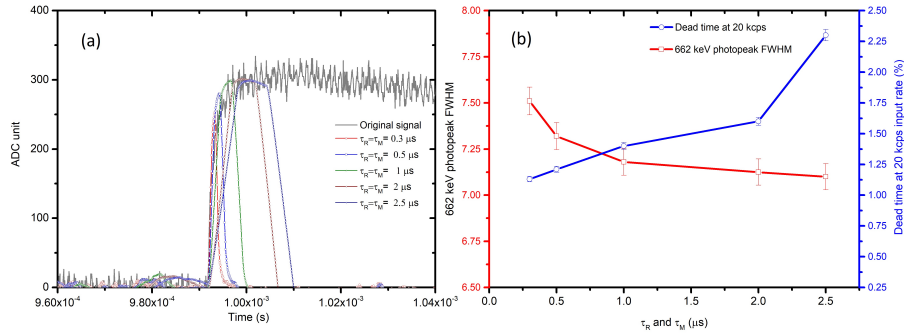 (a)
400
300
200
100
0
ADC unit
Original signal
τR=τM= 0.3 μs
τR=τM= 0.5 μs
τR=τM= 1 μs
τR=τM= 2 μs
τR=τM= 2.5 μs
9.60x10-4 9.80x10-4 1.00x10-3 1.02x10-3 1.04x10-3
Time (s)
(b)
8.00
7.75
7.50
7.25
7.00
6.75
6.50
662 keV photopeak FWHM
Dead time at 20 kcps
662 keV photopeak FWHM
2.50
2.25
2.00
1.75
1.50
1.25
1.00
0.75
0.50
0.25
Dead time at 20 kcps input rate (%)
0.0 0.5 1.0 1.5 2.0 2.5
τR and τM (μs)